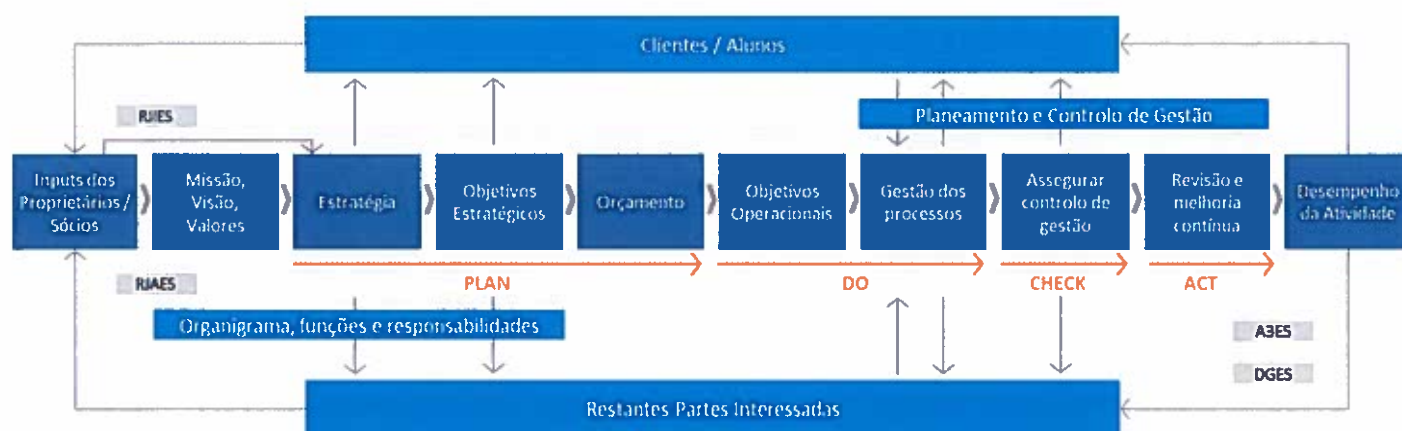 Clientes / Alunos
RJIES
Planeamento e Controlo de Gestão
Inputs dos
Proprietários /
Sócios
Missão,
Visão,
Valores
Estratégia
Objetivos
Estratégicos
Orçamento
Objetivos
Operacionais
Gestão dos
processos
Assegurar
controlo de
gestão
Revisão e
melhoria
contínua
Desempenho
da Atividade
RJAES
PLAN
DO
CHECK
ACT
Organigrama, funções e responsabilidades
A3ES
DGES
Restantes Partes Interessadas